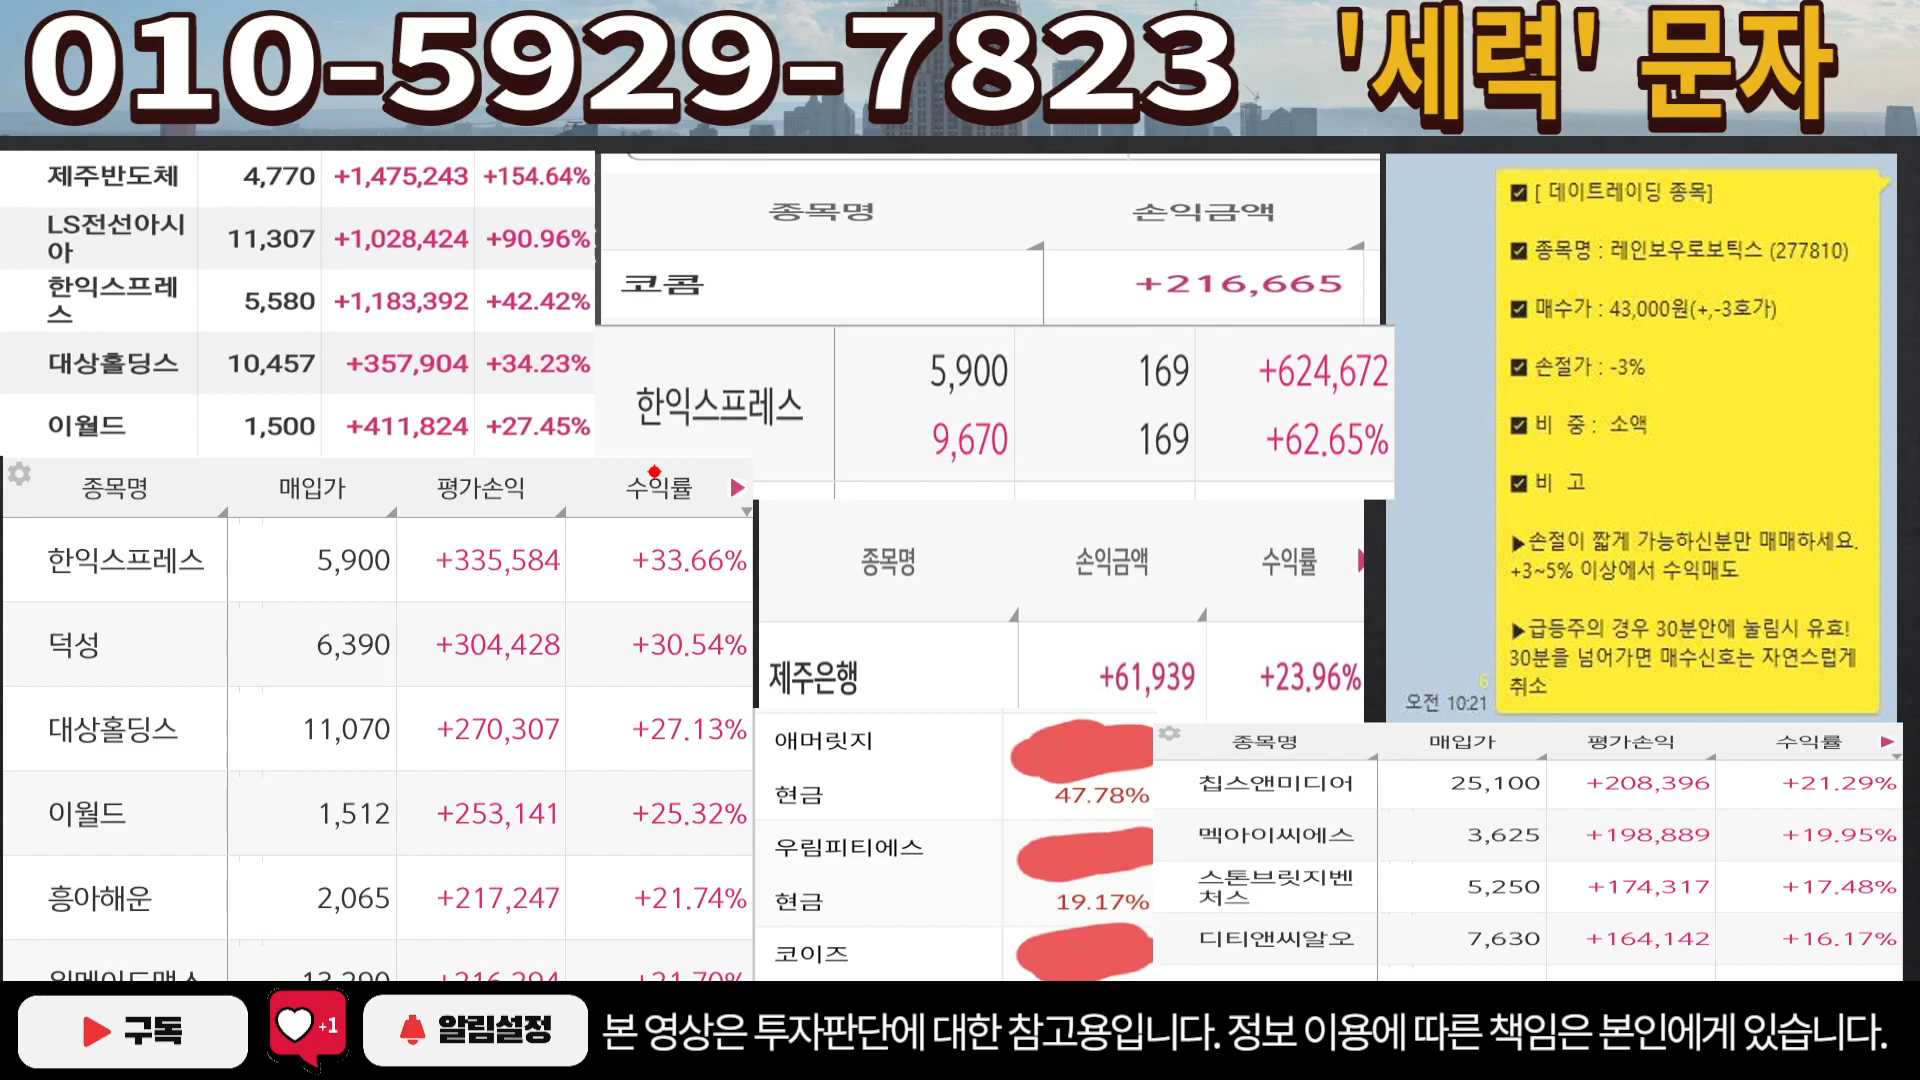 010-5929-7823 '세력' 문자
제주반도체 4,770 +1,475,243 +154.64%
LS전선아시아 11,307 +1,028,424 +90.96%
한익스프레스 5,580 +1,183,392 +42.42%
대상홀딩스 10,457 +357,904 +34.23%
이월드 1,500 +411,824 +27.45%
종목명 손익금액
코콤 +216,665
한익스프레스 5,900 169 +624,672
9,670 169 +62.65%
종목명 매입가 평가손익 수익률
한익스프레스 5,900 +335,584 +33.66%
덕성 6,390 +304,428 +30.54%
대상홀딩스 11,070 +270,307 +27.13%
이월드 1,512 +253,141 +25.32%
흥아해운 2,065 +217,247 +21.74%
종목명 손익금액 수익률
제주은행 +61,939 +23.96%
애머릿지
현금 47.78%
우림피티에스
현금 19.17%
코이즈
[ 데이트레이딩 종목]
종목명 : 레인보우로보틱스 (277810)
매수가 : 43,000원(+,-3호가)
손절가 : -3%
비 중 : 소액
비 고
▶손절이 짧게 가능하신분만 매매하세요.
+3~5% 이상에서 수익매도
▶급등주의 경우 30분안에 눌림시 유효!
30분을 넘어가면 매수신호는 자연스럽게
취소
6
오전 10:21
종목명 매입가 평가손익 수익률
칩스앤미디어 25,100 +208,396 +21.29%
멕아이씨에스 3,625 +198,889 +19.95%
스톤브릿지벤처스 5,250 +174,317 +17.48%
디티앤씨알오 7,630 +164,142 +16.17%
구독 +1 알림설정 본 영상은 투자판단에 대한 참고용입니다. 정보 이용에 따른 책임은 본인에게 있습니다.